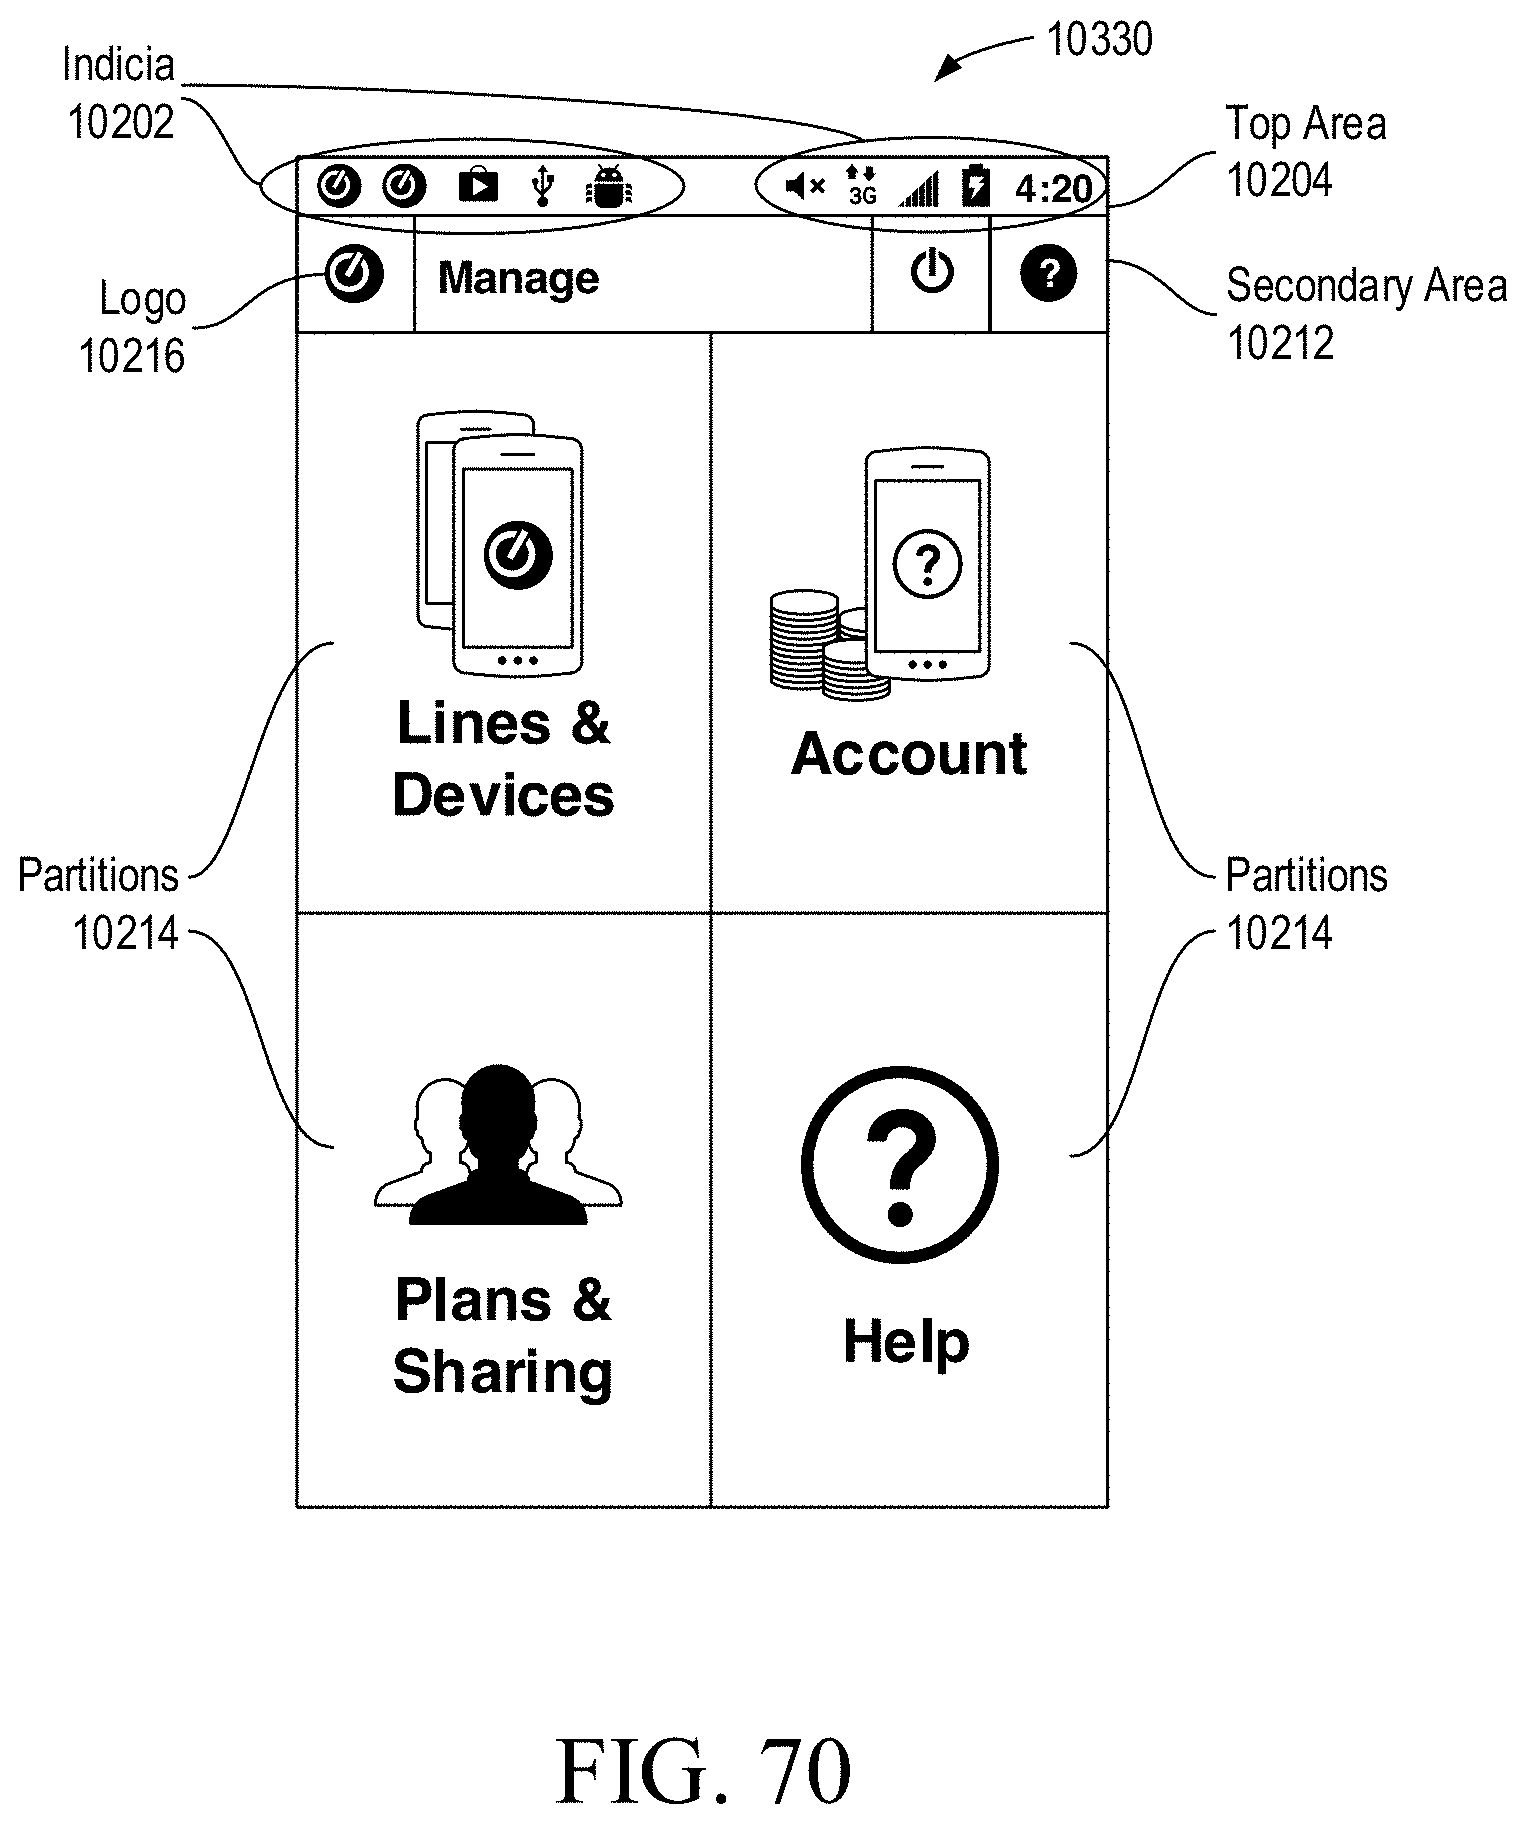 10330
Indicia
10202
Top Area
10204
3G
4:20
Manage
?
Logo
10216
Secondary Area
10212
?
Lines &
Devices
Account
Partitions
10214
Partitions
10214
?
Plans &
Sharing
Help
FIG. 70